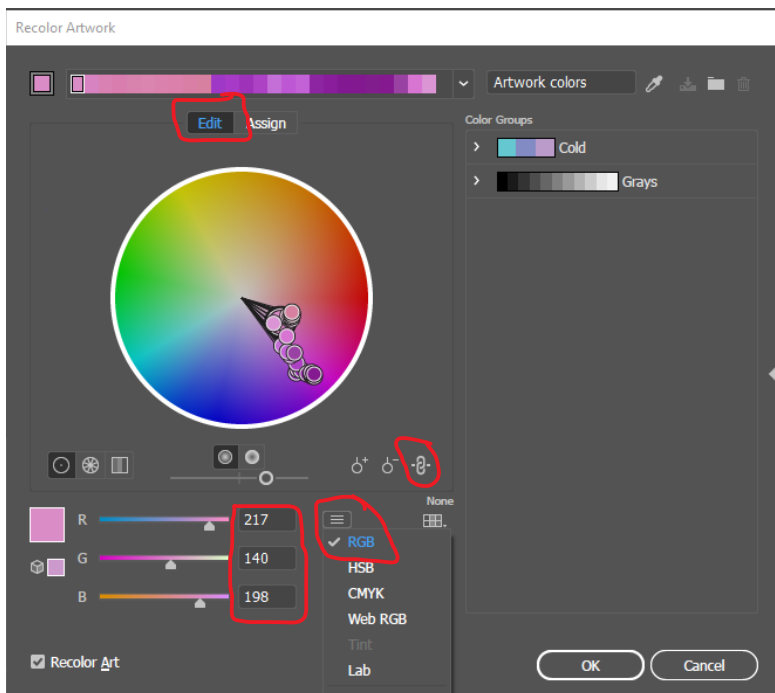 Recolor Artwork
Artwork colors
Edit Assign
Color Groups
Cold
Grays
None
R 217
RGB
G 140
HSB
B 198
CMYK
Web RGB
Tint
Lab
Recolor Art
OK Cancel